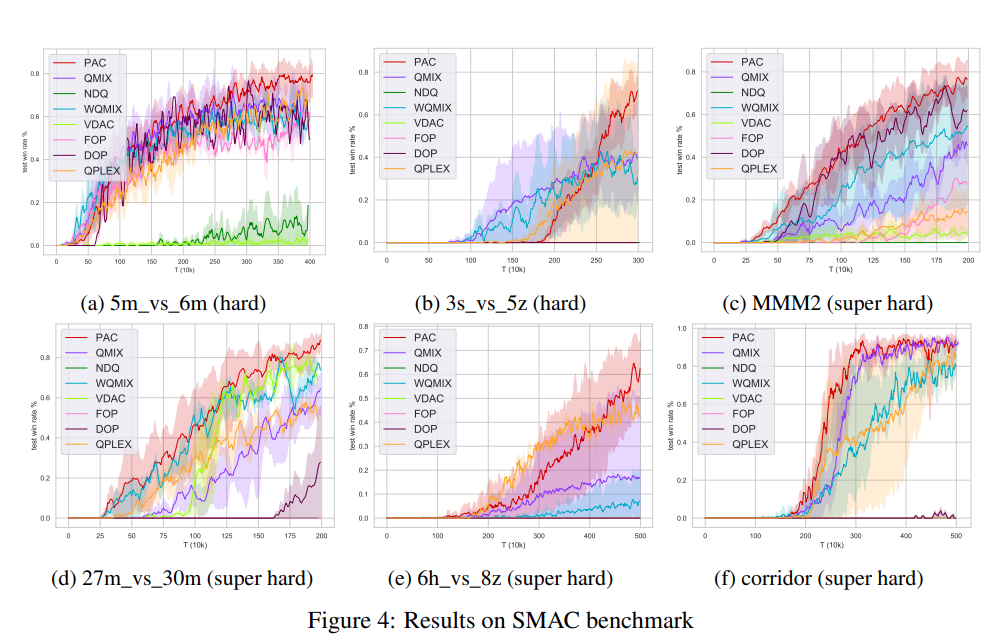 PAC
QMIX
NDQ
WQMIX
VDAC
FOP
DOP
QPLEX
test win rate %
0.8
0.6
0.4
0.2
0.0
0 50 100 150 200 250 300 350 400
T (10k)
(a) 5m_vs_6m (hard)
PAC
QMIX
NDQ
WQMIX
VDAC
FOP
DOP
QPLEX
test win rate %
0.8
0.6
0.4
0.2
0.0
0 50 100 150 200 250 300
T (10k)
(b) 3s_vs_5z (hard)
PAC
QMIX
NDQ
WQMIX
VDAC
FOP
DOP
QPLEX
test win rate %
0.8
0.6
0.4
0.2
0.0
0 25 50 75 100 125 150 175 200
T (10k)
(c) MMM2 (super hard)
PAC
QMIX
NDQ
WQMIX
VDAC
FOP
DOP
QPLEX
test win rate %
0.8
0.6
0.4
0.2
0.0
0 25 50 75 100 125 150 175 200
T (10k)
(d) 27m_vs_30m (super hard)
PAC
QMIX
NDQ
WQMIX
VDAC
FOP
DOP
QPLEX
test win rate %
0.8
0.7
0.6
0.5
0.4
0.3
0.2
0.1
0.0
0 100 200 300 400 500
T (10k)
(e) 6h_vs_8z (super hard)
PAC
QMIX
NDQ
WQMIX
VDAC
FOP
DOP
QPLEX
test win rate %
1.0
0.8
0.6
0.4
0.2
0.0
0 100 200 300 400 500
T (10k)
(f) corridor (super hard)
Figure 4: Results on SMAC benchmark